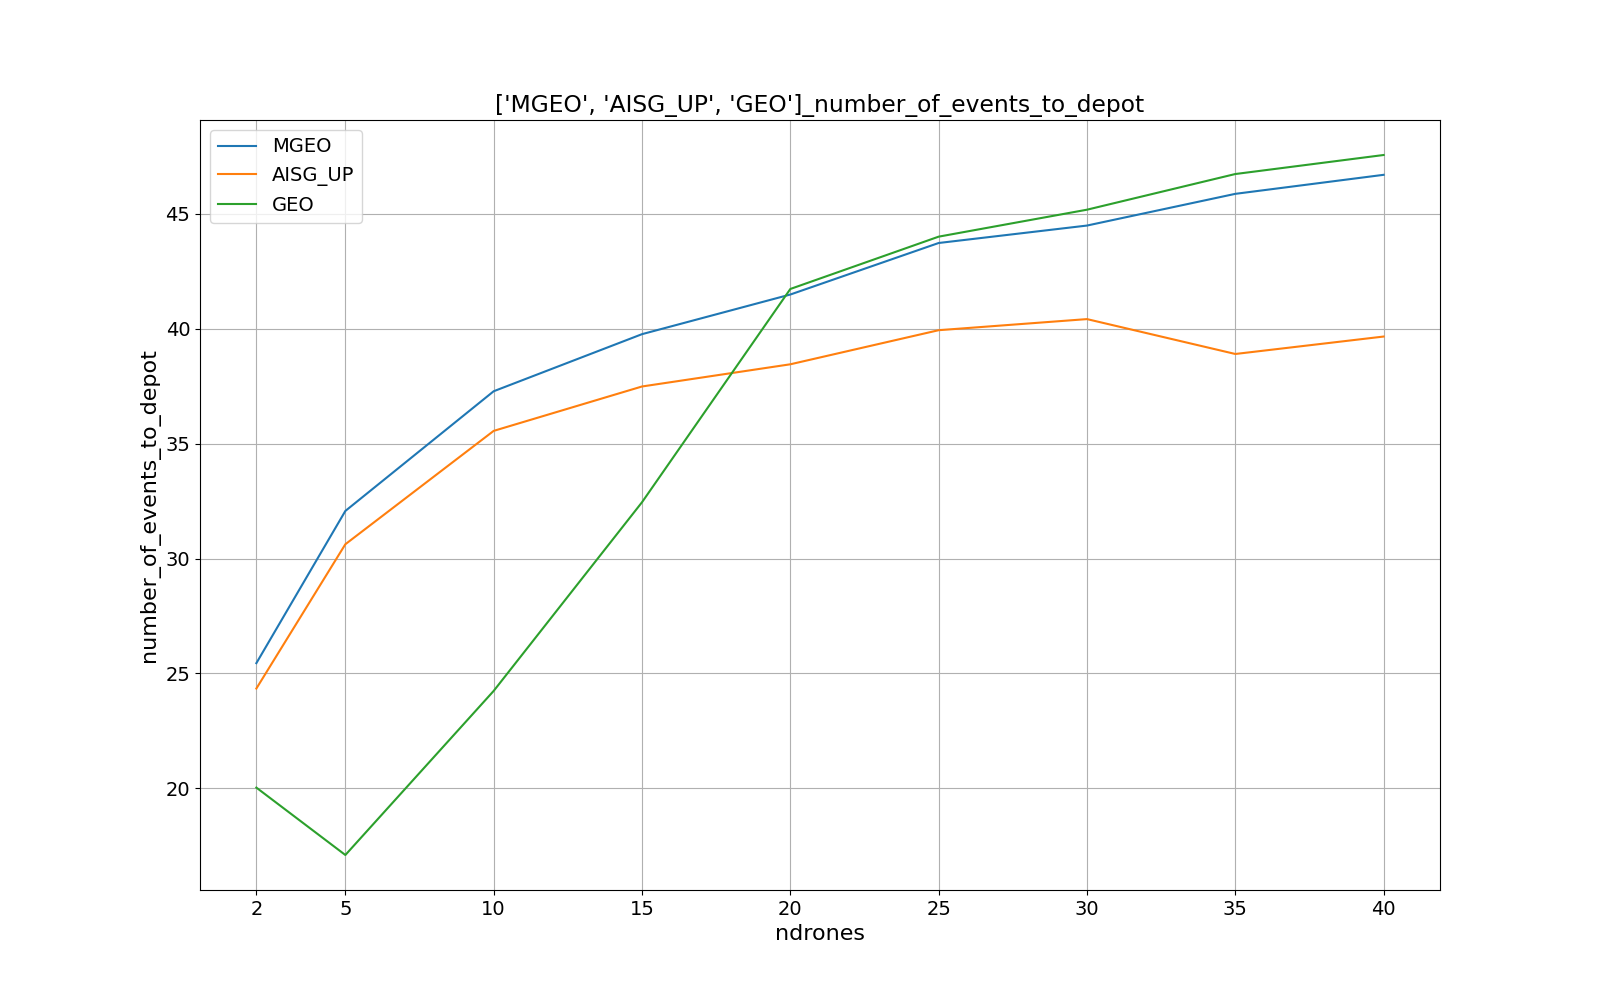 ['MGEO', 'AISG_UP', 'GEO']_number_of_events_to_depot
MGEO
AISG_UP
GEO
number_of_events_to_depot
45
40
35
30
25
20
2 5 10 15 20 25 30 35 40
ndrones